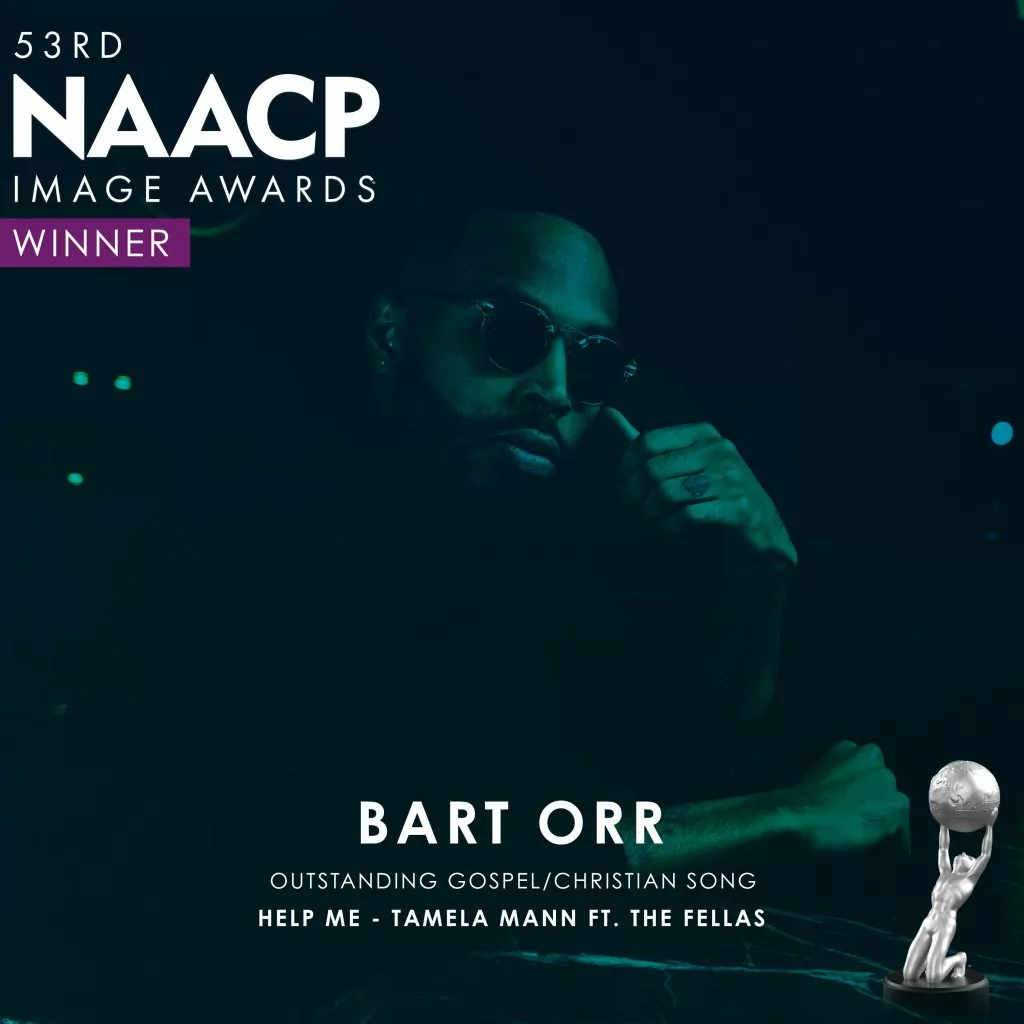 53RD
NAACP
IMAGE AWARDS
WINNER
BART ORR
OUTSTANDING GOSPEL/CHRISTIAN SONG
HELP ME - TAMELA MANN FT. THE FELLAS